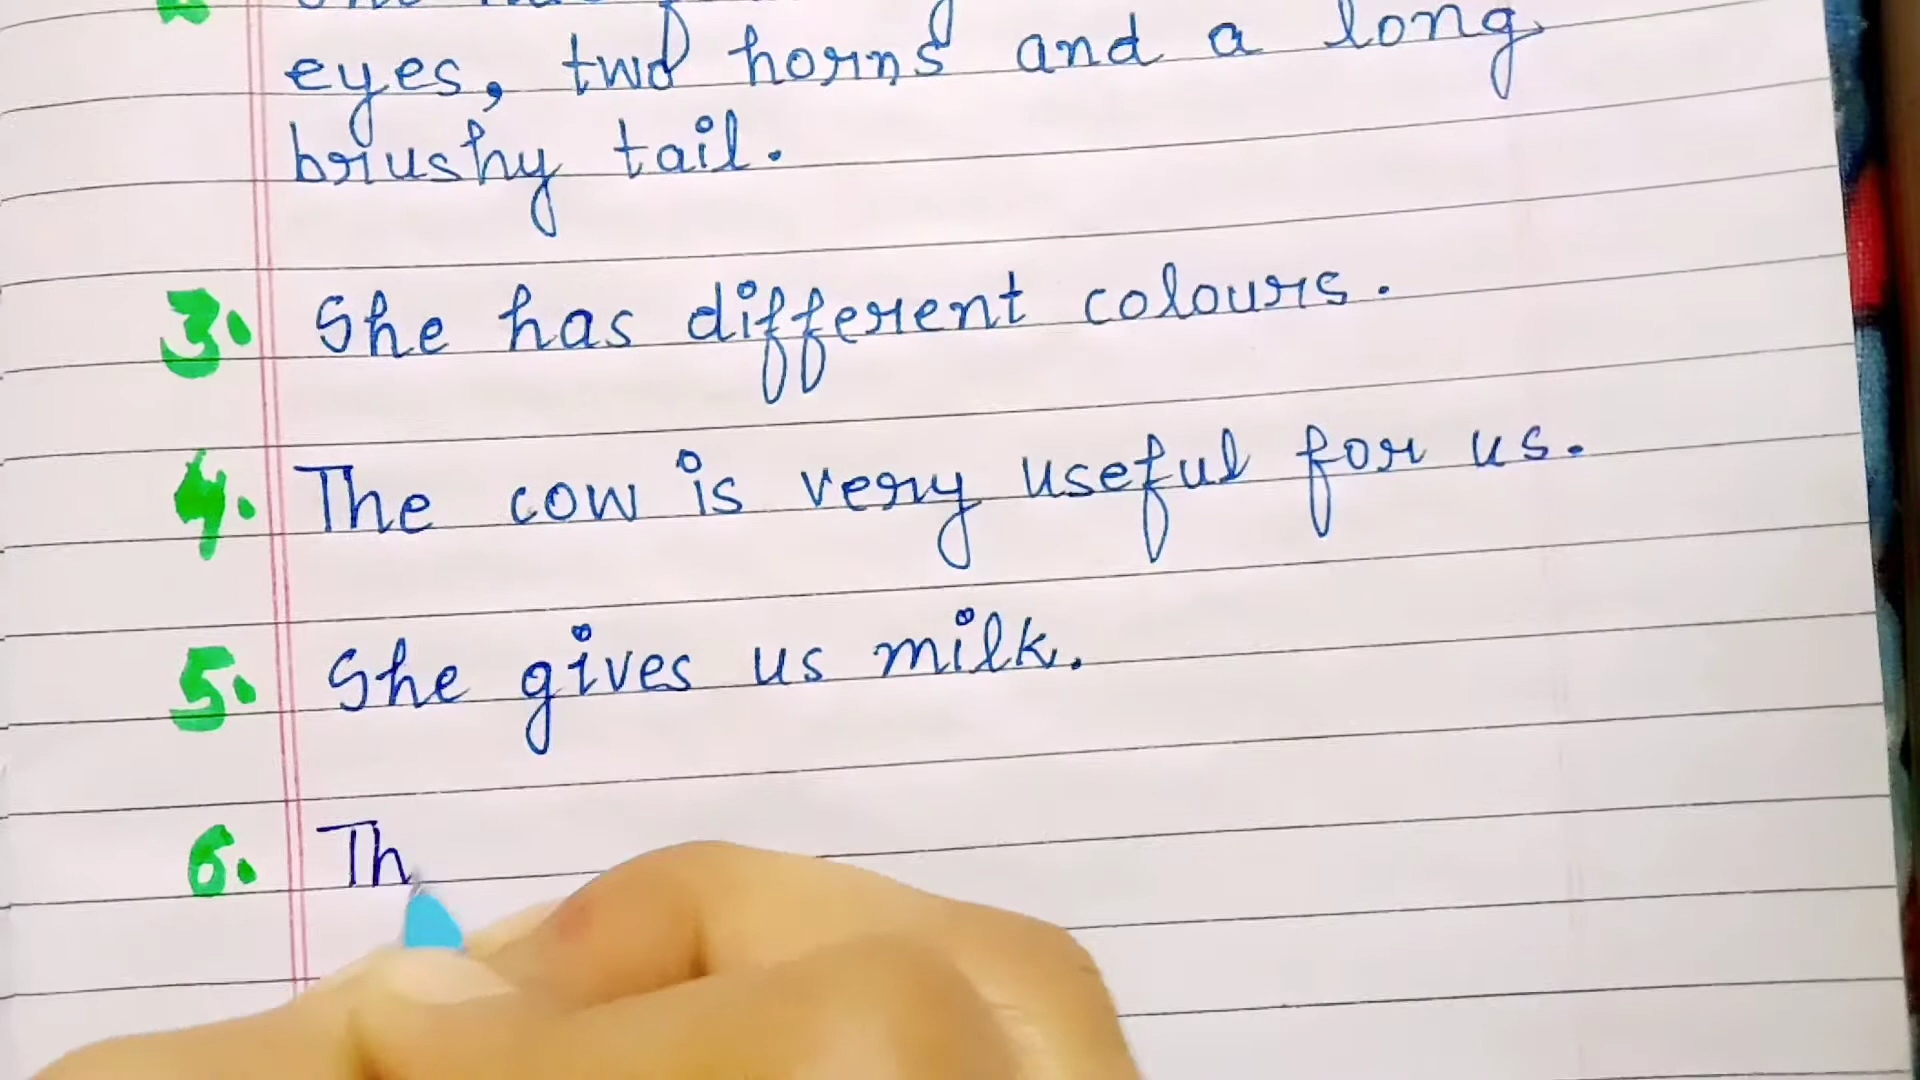 eyes, two horns and a long
brushy tail.
3. She has different colours.
4. The cow is very useful for us.
5. She gives us milk.
6. Th